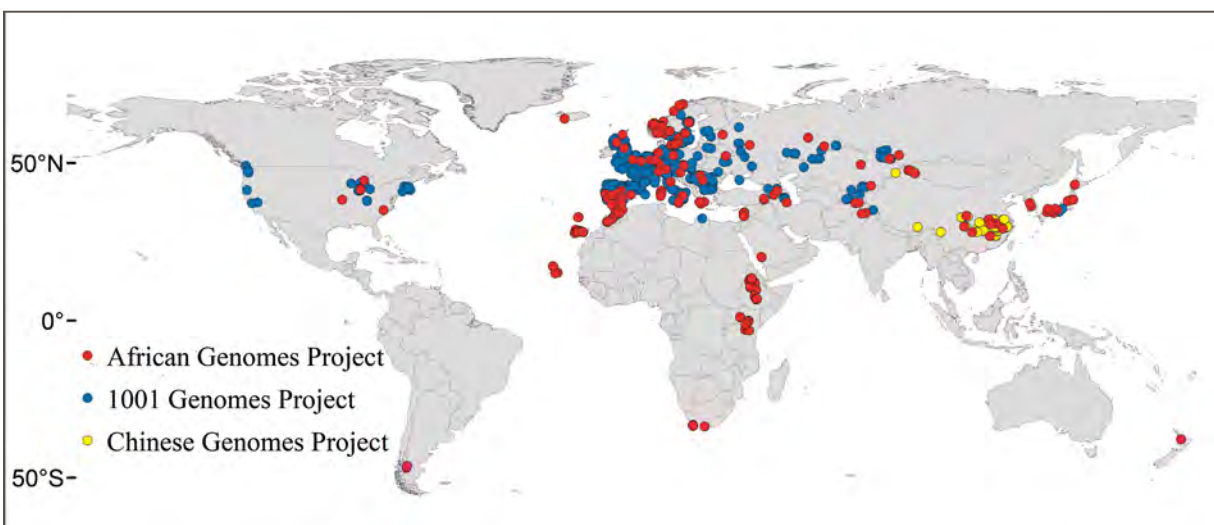 50°N
0°
African Genomes Project
1001 Genomes Project
Chinese Genomes Project
50°S